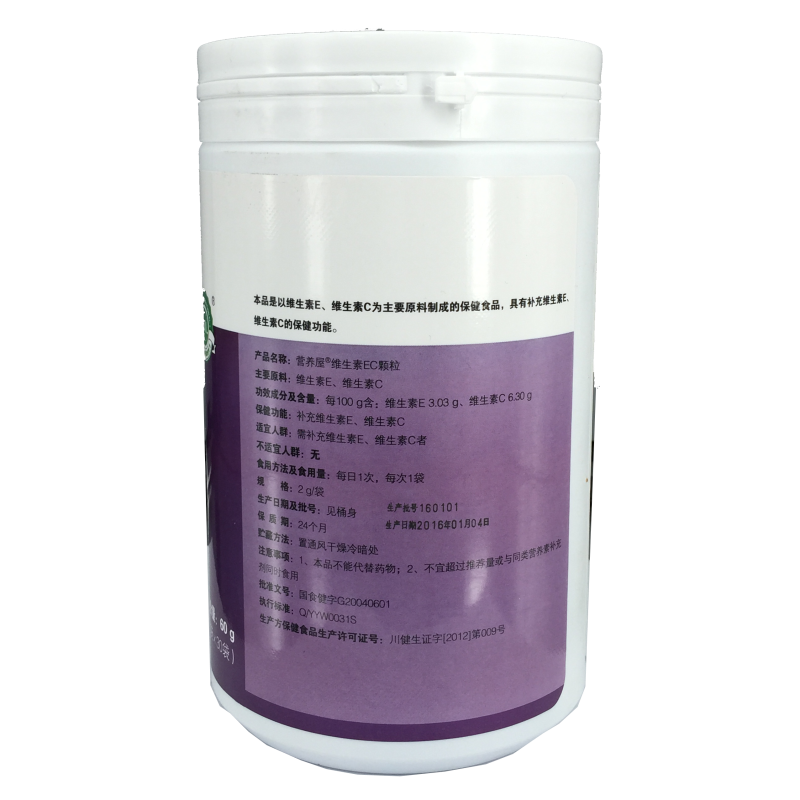 ®
本品是以维生素E、维生素C为主要原料制成的保健食品，具有补充维生素E、
维生素C的保健功能。
产品名称：营养屋®维生素EC颗粒
主要原料：维生素E、维生素C
功效成分及含量：每100 g含：维生素E 3.03 g、维生素C 6.30 g
保健功能：补充维生素E、维生素C
适宜人群：需补充维生素E、维生素C者
不适宜人群：无
食用方法及食用量：每日1次，每次1袋
规 格：2 g/袋
生产日期及批号：见桶身 生产批号160101
保 质 期：24个月 生产日期2016年01月04日
贮藏方法：置通风干燥冷暗处
注意事项：1、本品不能代替药物；2、不宜超过推荐量或与同类营养素补充
剂同时食用
批准文号：国食健字G20040601
执行标准：Q/YYW0031S
生产方保健食品生产许可证号：川健生证字[2012]第009号
60 g
30袋）